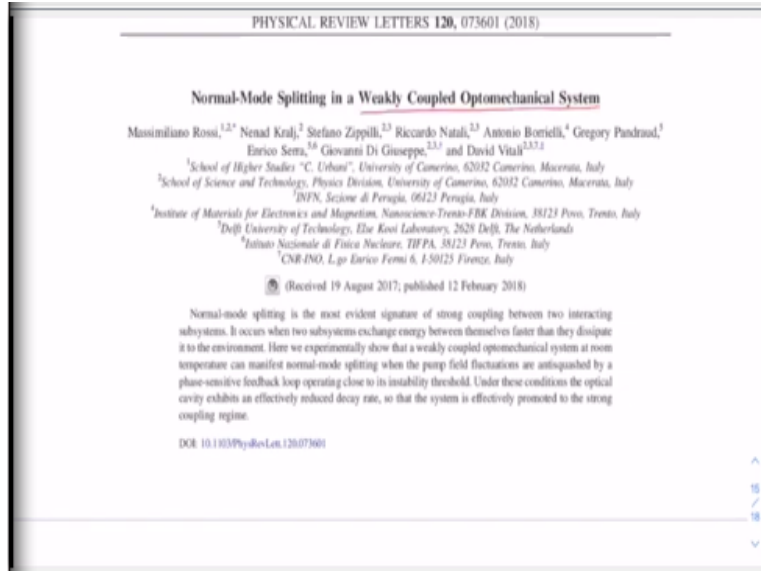 PHYSICAL REVIEW LETTERS 120, 073601 (2018)
Normal-Mode Splitting in a Weakly Coupled Optomechanical System
Massimiliano Rossi,1,2,* Nenad Kralj,2 Stefano Zippilli,2,3 Riccardo Natali,2,3 Antonio Borrielli,4 Gregory Pandraud,5
Enrico Serra,5,6 Giovanni Di Giuseppe,2,3,† and David Vitali2,3,7,‡
1School of Higher Studies "C. Urbani", University of Camerino, 62032 Camerino, Macerata, Italy
2School of Science and Technology, Physics Division, University of Camerino, 62032 Camerino, Macerata, Italy
3INFN, Sezione di Perugia, 06123 Perugia, Italy
4Institute of Materials for Electronics and Magnetism, Nanoscience-Trento-FBK Division, 38123 Povo, Trento, Italy
5Delft University of Technology, Else Kooi Laboratory, 2628 Delft, The Netherlands
6Istituto Nazionale di Fisica Nucleare, TIFPA, 38123 Povo, Trento, Italy
7CNR-INO, L.go Enrico Fermi 6, I-50125 Firenze, Italy
(Received 19 August 2017; published 12 February 2018)
Normal-mode splitting is the most evident signature of strong coupling between two interacting
subsystems. It occurs when two subsystems exchange energy between themselves faster than they dissipate
it to the environment. Here we experimentally show that a weakly coupled optomechanical system at room
temperature can manifest normal-mode splitting when the pump field fluctuations are antisquashed by a
phase-sensitive feedback loop operating close to its instability threshold. Under these conditions the optical
cavity exhibits an effectively reduced decay rate, so that the system is effectively promoted to the strong
coupling regime.
DOI: 10.1103/PhysRevLett.120.073601
15
/
18